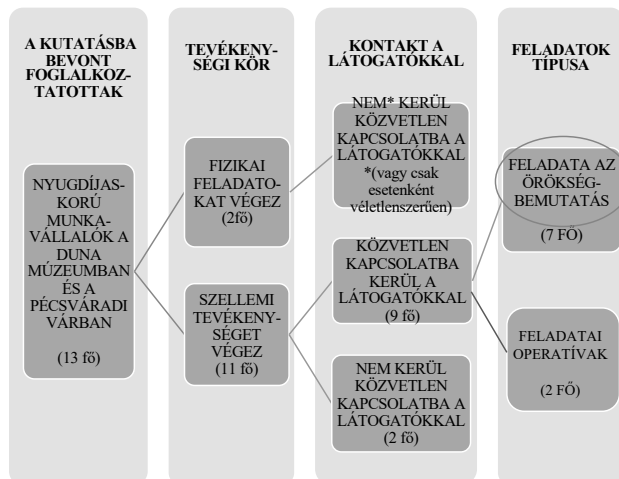 A KUTATÁSBA
BEVONT
FOGLALKOZ-
TATOTTAK
NYUGDÍJAS-
KORÚ
MUNKA-
VÁLLALÓK A
DUNA
MÚZEUMBAN
ÉS A
PÉCSVÁRADI
VÁRBAN
(13 fő)
TEVÉKENY-
SÉGI KÖR
FIZIKAI
FELADATO-
KAT VÉGEZ
(2fő)
SZELLEMI
TEVÉKENY-
SÉGET
VÉGEZ
(11 fő)
KONTAKT A
LÁTOGATÓKKAL
NEM* KERÜL
KÖZVETLEN
KAPCSOLATBA A
LÁTOGATÓKKAL
*(vagy csak
esetenként
véletlenszerűen)
KÖZVETLEN
KAPCSOLATBA
KERÜL A
LÁTOGATÓKKAL
(9 fő)
NEM KERÜL
KÖZVETLEN
KAPCSOLATBA A
LÁTOGATÓKKAL
(2 fő)
FELADATOK
TÍPUSA
FELADATA AZ
ÖRÖKSÉG-
BEMUTATÁS
(7 FŐ)
FELADATAI
OPERATÍVAK
(2 FŐ)